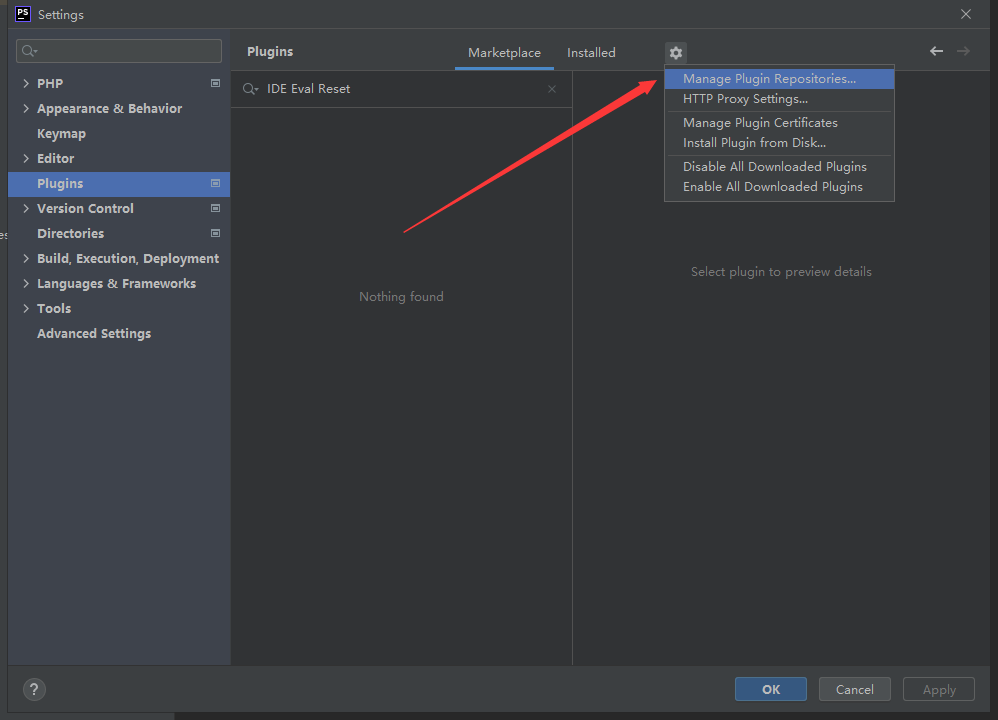 PS
Settings
Plugins
Marketplace
Installed
IDE Eval Reset
Manage Plugin Repositories...
HTTP Proxy Settings...
Manage Plugin Certificates
Install Plugin from Disk...
Disable All Downloaded Plugins
Enable All Downloaded Plugins
PHP
Appearance & Behavior
Keymap
Editor
Plugins
Version Control
Directories
Build, Execution, Deployment
Languages & Frameworks
Tools
Advanced Settings
es
Nothing found
Select plugin to preview details
?
OK
Cancel
Apply